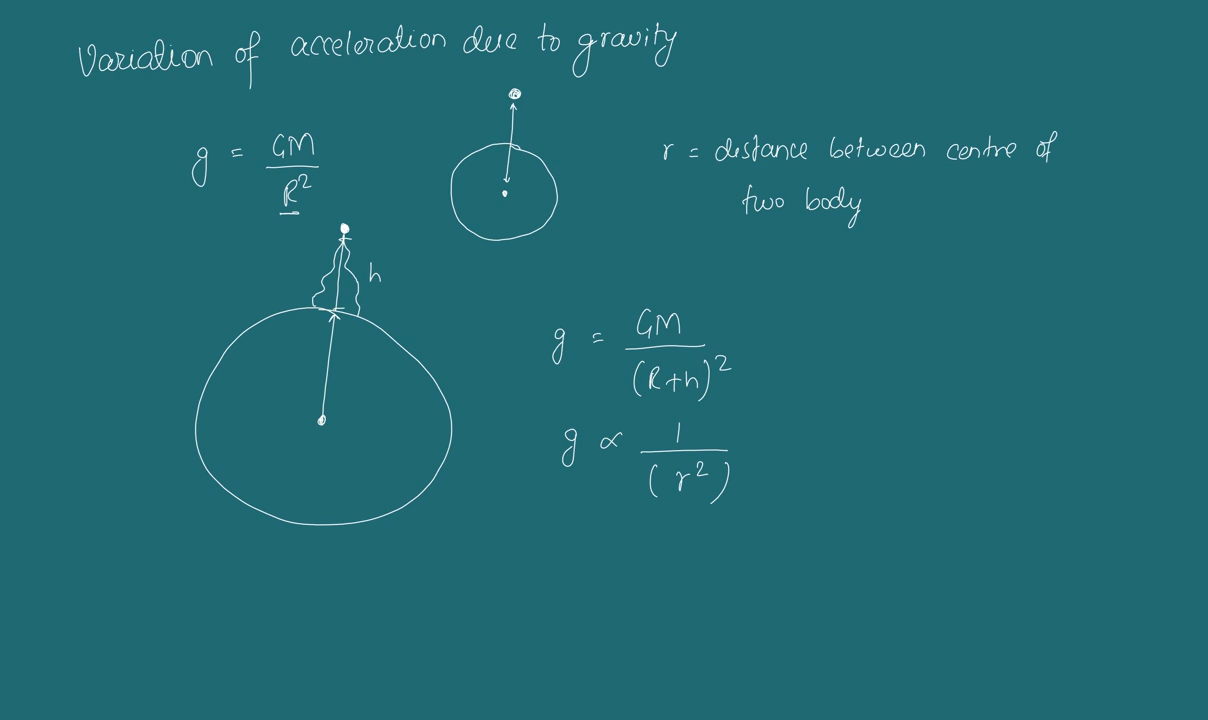 Variation of acceleration due to gravity
g = GM / R²
r = distance between centre of
two body
h
g = GM / (R+h)²
g ∝ 1 / (r²)